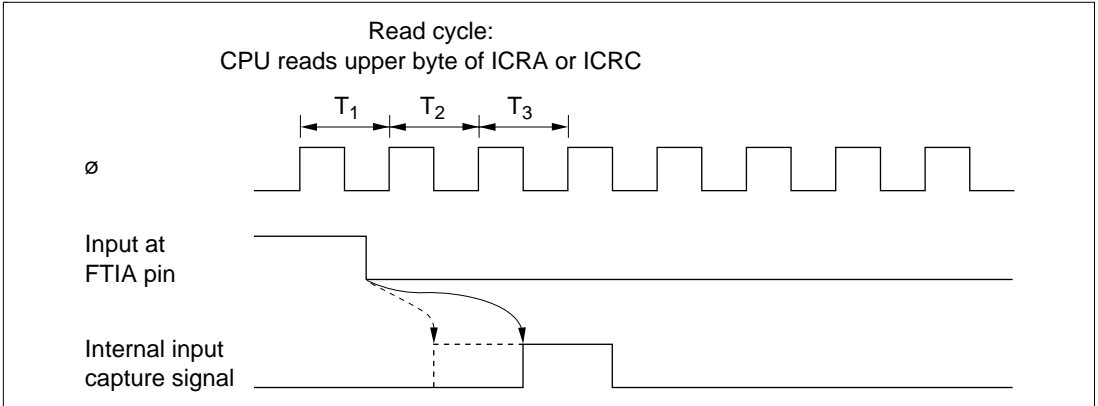 Read cycle:
CPU reads upper byte of ICRA or ICRC
T1 T2 T3
ø
Input at
FTIA pin
Internal input
capture signal